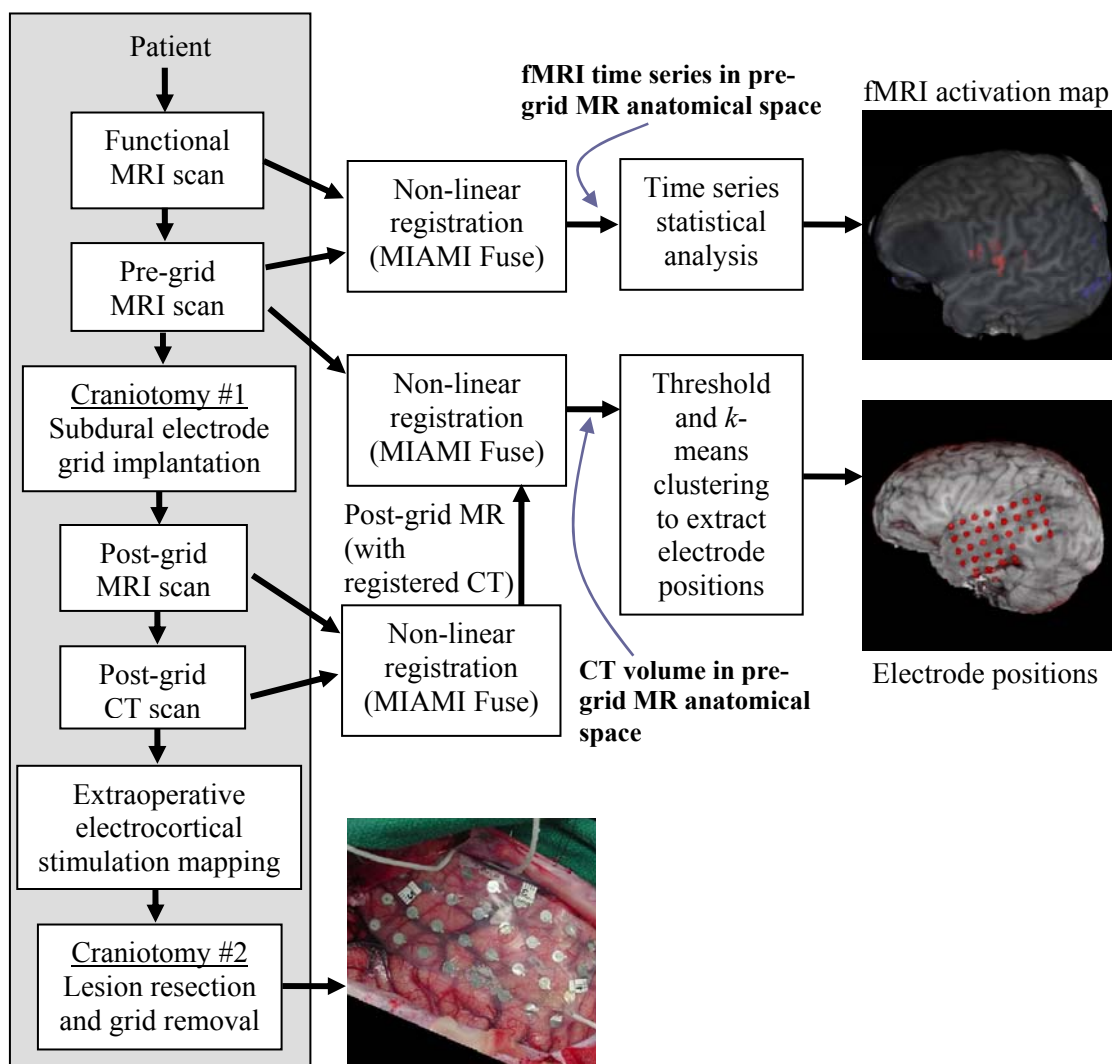 Patient
Functional
MRI scan
Pre-grid
MRI scan
Craniotomy #1
Subdural electrode
grid implantation
Post-grid
MRI scan
Post-grid
CT scan
Extraoperative
electrocortical
stimulation mapping
Craniotomy #2
Lesion resection
and grid removal
Non-linear
registration
(MIAMI Fuse)
fMRI time series in pre-
grid MR anatomical space
Time series
statistical
analysis
fMRI activation map
Non-linear
registration
(MIAMI Fuse)
Post-grid MR
(with
registered CT)
Non-linear
registration
(MIAMI Fuse)
Threshold
and k-
means
clustering
to extract
electrode
positions
CT volume in pre-
grid MR anatomical
space
Electrode positions